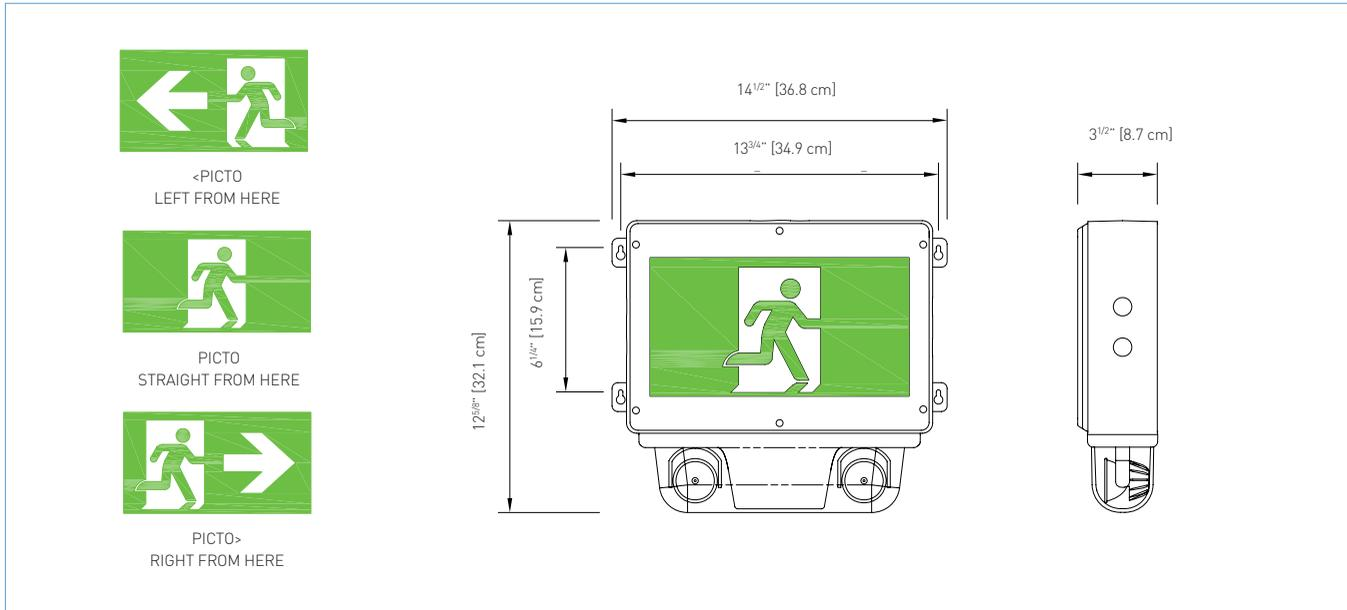 <PICTO
LEFT FROM HERE
PICTO
STRAIGHT FROM HERE
PICTO>
RIGHT FROM HERE
14 1/2" [36.8 cm]
13 3/4" [34.9 cm]
3 1/2" [8.7 cm]
6 1/4" [15.9 cm]
12 5/8" [32.1 cm]